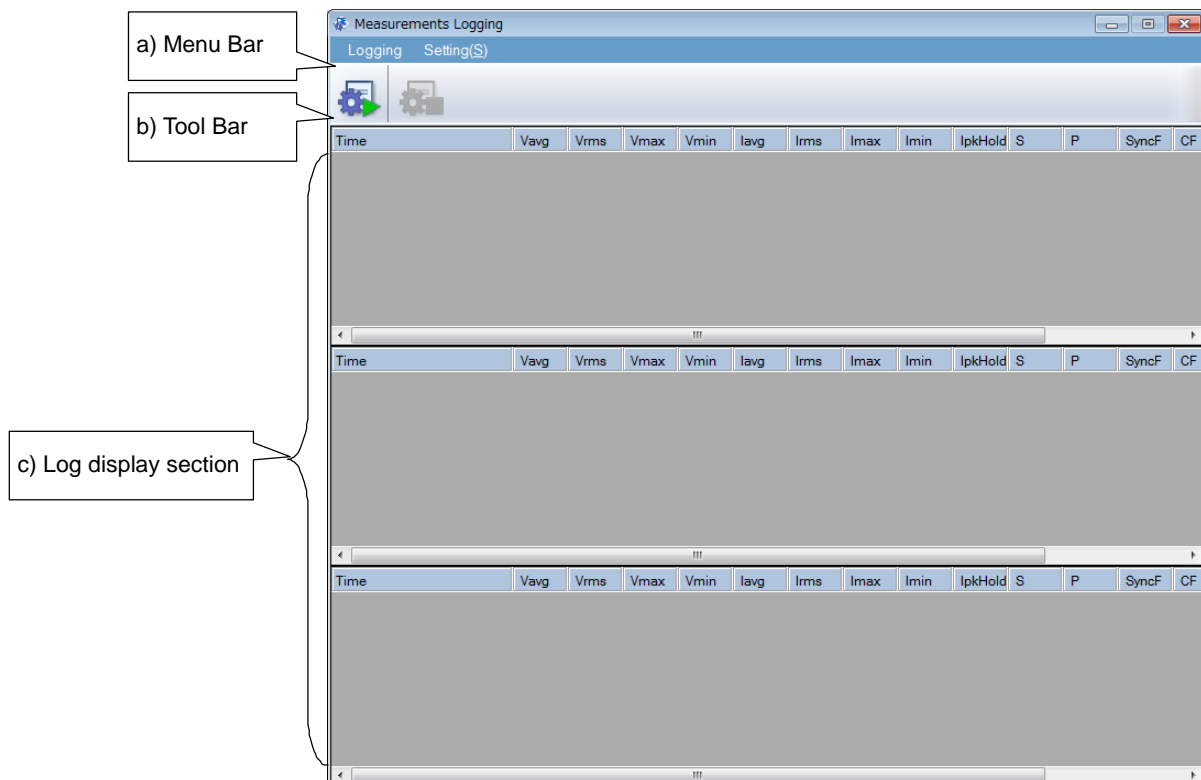 Measurements Logging
a) Menu Bar
Logging Setting(S)
b) Tool Bar
Time Vavg Vrms Vmax Vmin Iavg Irms Imax Imin IpkHold S P SyncF CF
Time Vavg Vrms Vmax Vmin Iavg Irms Imax Imin IpkHold S P SyncF CF
c) Log display section
Time Vavg Vrms Vmax Vmin Iavg Irms Imax Imin IpkHold S P SyncF CF